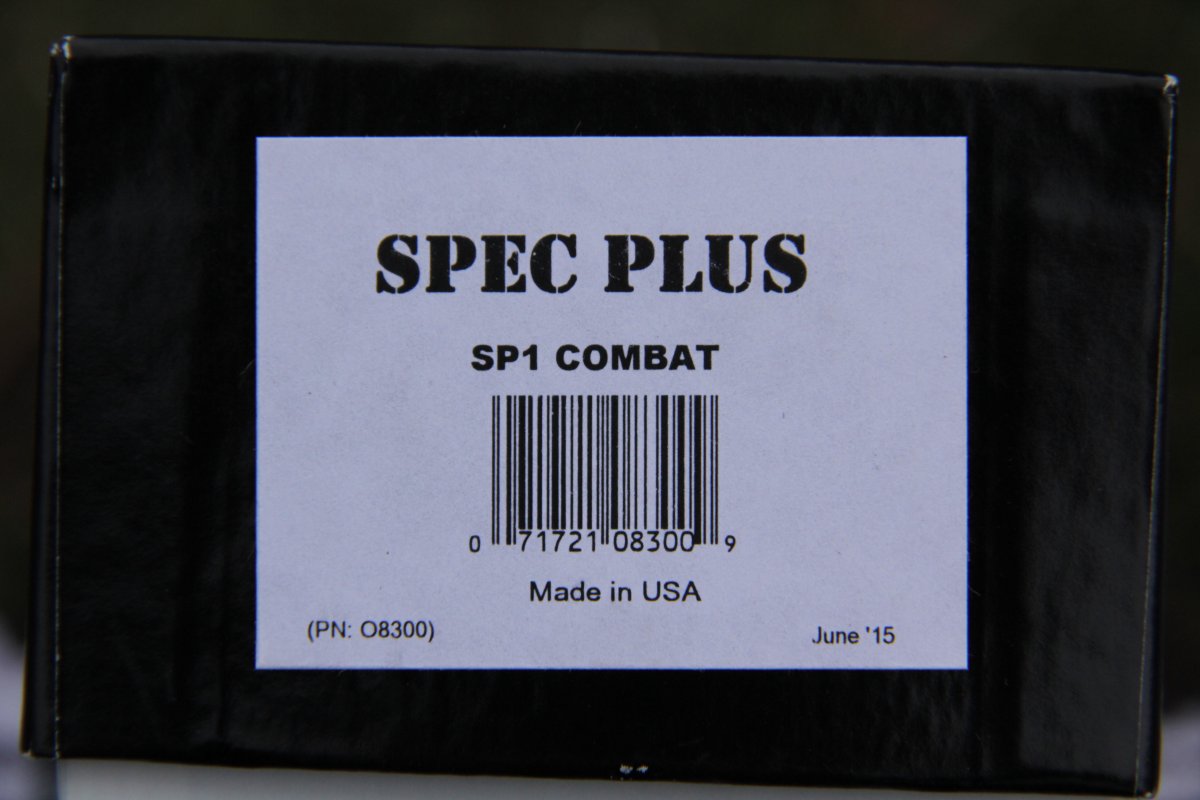 SPEC PLUS
SP1 COMBAT
0 71721 08300 9
Made in USA
(PN: O8300)
June '15